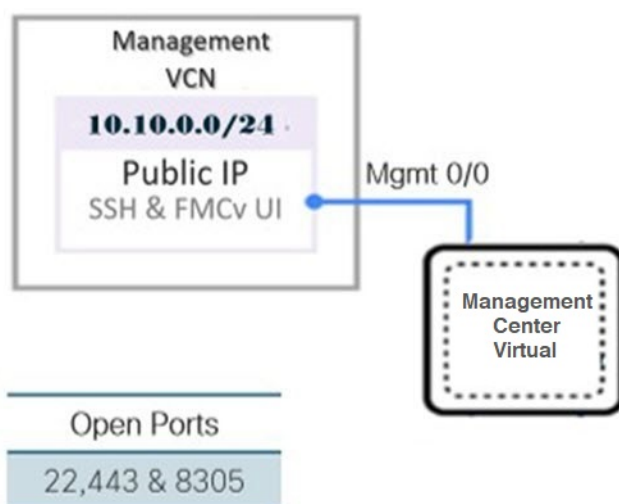 Management
VCN
10.10.0.0/24
Public IP
SSH & FMCv UI
Mgmt 0/0
Management
Center
Virtual
Open Ports
22,443 & 8305